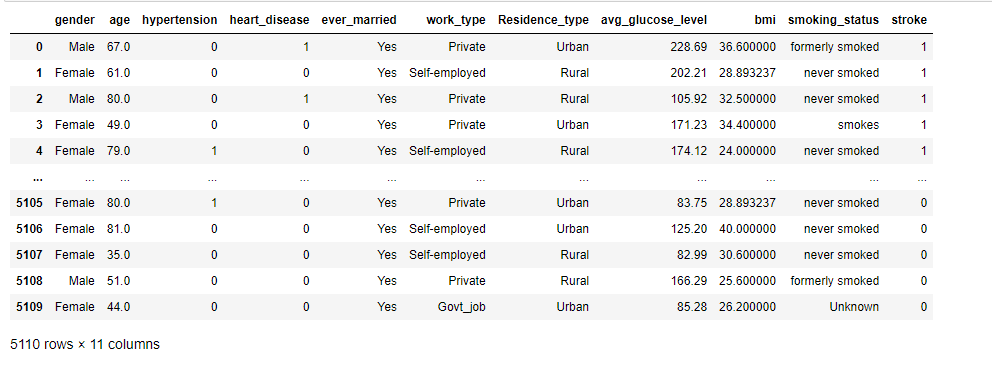 gender age hypertension heart_disease ever_married work_type Residence_type avg_glucose_level bmi smoking_status stroke
0 Male 67.0 0 1 Yes Private Urban 228.69 36.600000 formerly smoked 1
1 Female 61.0 0 0 Yes Self-employed Rural 202.21 28.893237 never smoked 1
2 Male 80.0 0 1 Yes Private Rural 105.92 32.500000 never smoked 1
3 Female 49.0 0 0 Yes Private Urban 171.23 34.400000 smokes 1
4 Female 79.0 1 0 Yes Self-employed Rural 174.12 24.000000 never smoked 1
... ... ... ... ... ... ... ... ... ... ... ...
5105 Female 80.0 1 0 Yes Private Urban 83.75 28.893237 never smoked 0
5106 Female 81.0 0 0 Yes Self-employed Urban 125.20 40.000000 never smoked 0
5107 Female 35.0 0 0 Yes Self-employed Rural 82.99 30.600000 never smoked 0
5108 Male 51.0 0 0 Yes Private Rural 166.29 25.600000 formerly smoked 0
5109 Female 44.0 0 0 Yes Govt_job Urban 85.28 26.200000 Unknown 0
5110 rows × 11 columns